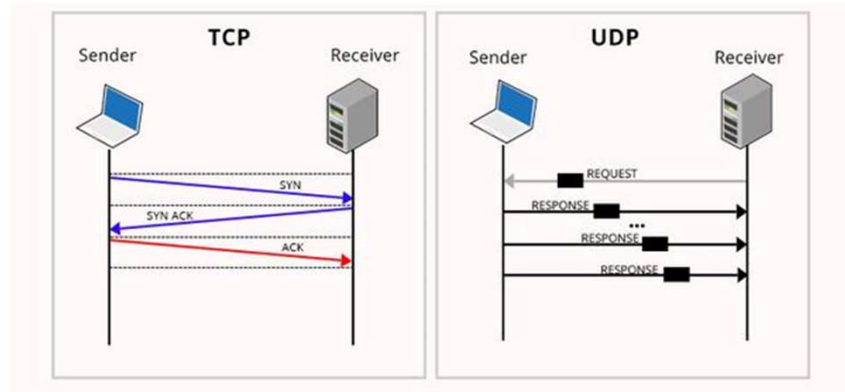 TCP
Sender
Receiver
SYN
SYN ACK
ACK
UDP
Sender
Receiver
REQUEST
RESPONSE
...
RESPONSE
RESPONSE